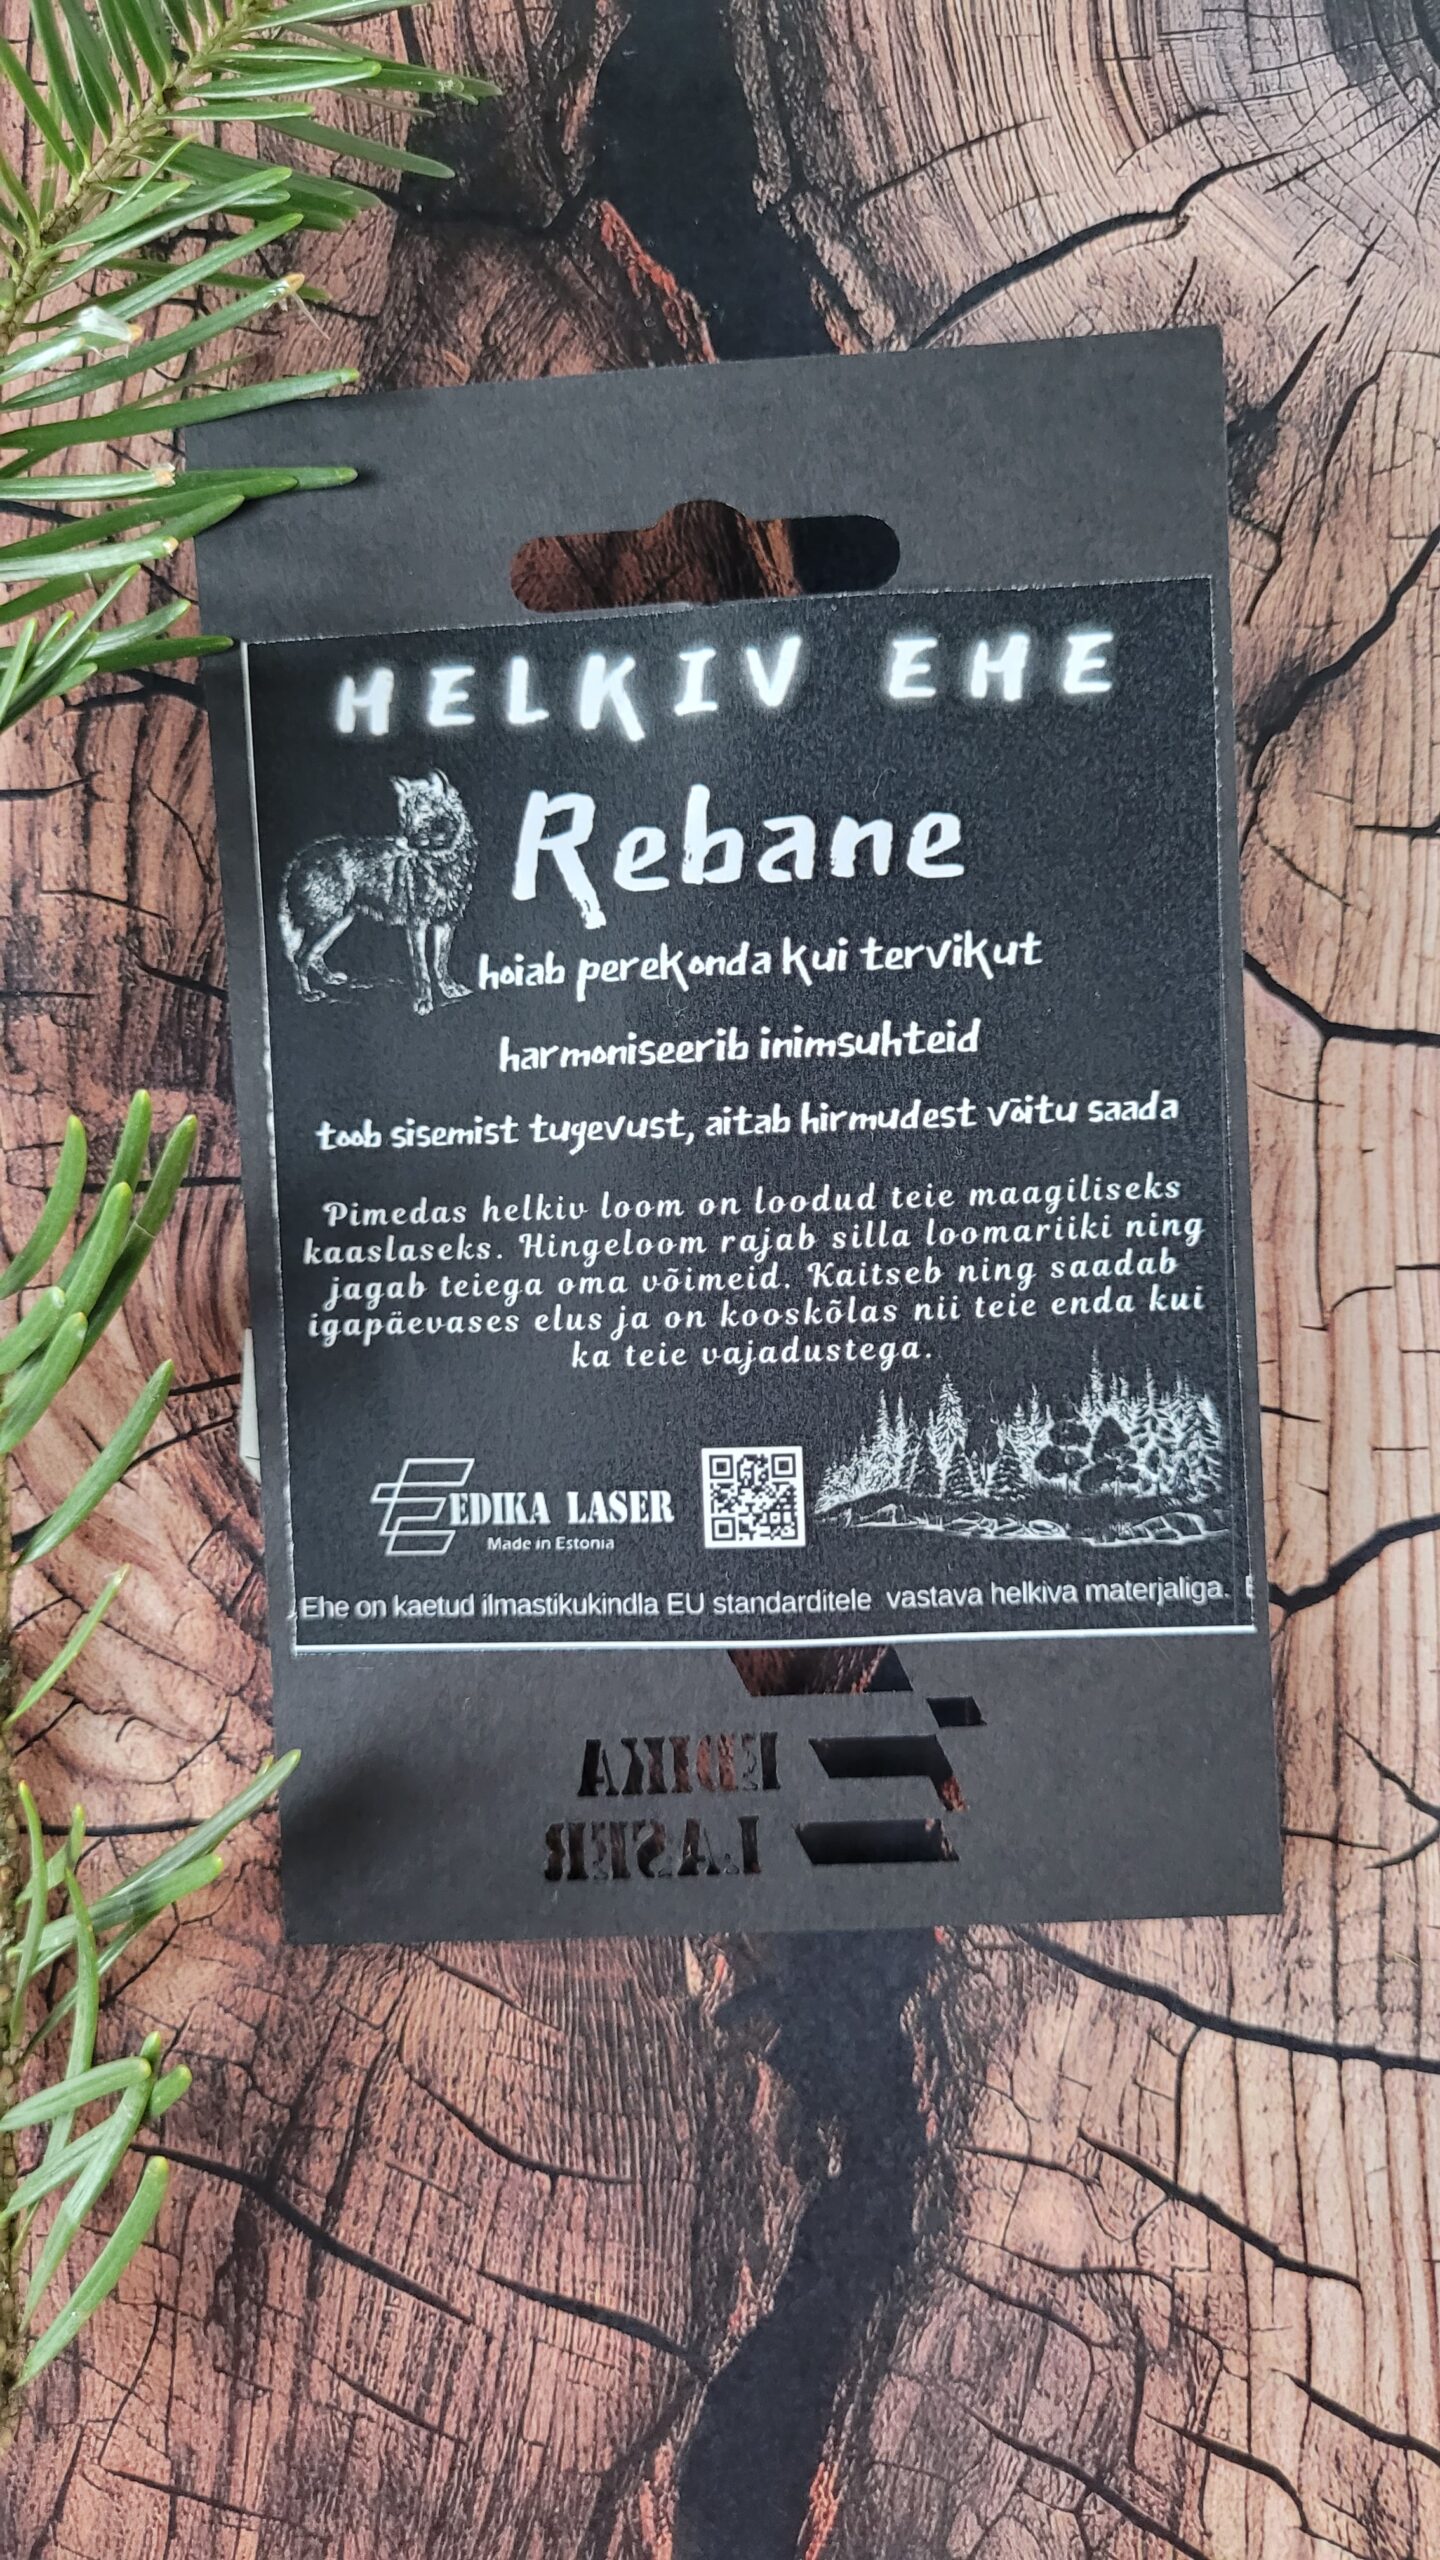 HELKIV EHE
Rebane
hoiab perekonda kui tervikut
harmoniseerib inimsuhteid
toob sisemist tugevust, aitab hirmudest võitu saada
Pimedas helkiv loom on loodud teie maagiliseks
kaaslaseks. Hingeloom rajab silla loomariiki ning
jagab teiega oma võimeid. Kaitseb ning saadab
igapäevases elus ja on kooskõlas nii teie enda kui
ka teie vajadustega.
EDIKA LASER
Made in Estonia
Ehe on kaetud ilmastikukindla EU standarditele vastava helkiva materjaliga. E
EDIKA
LASER